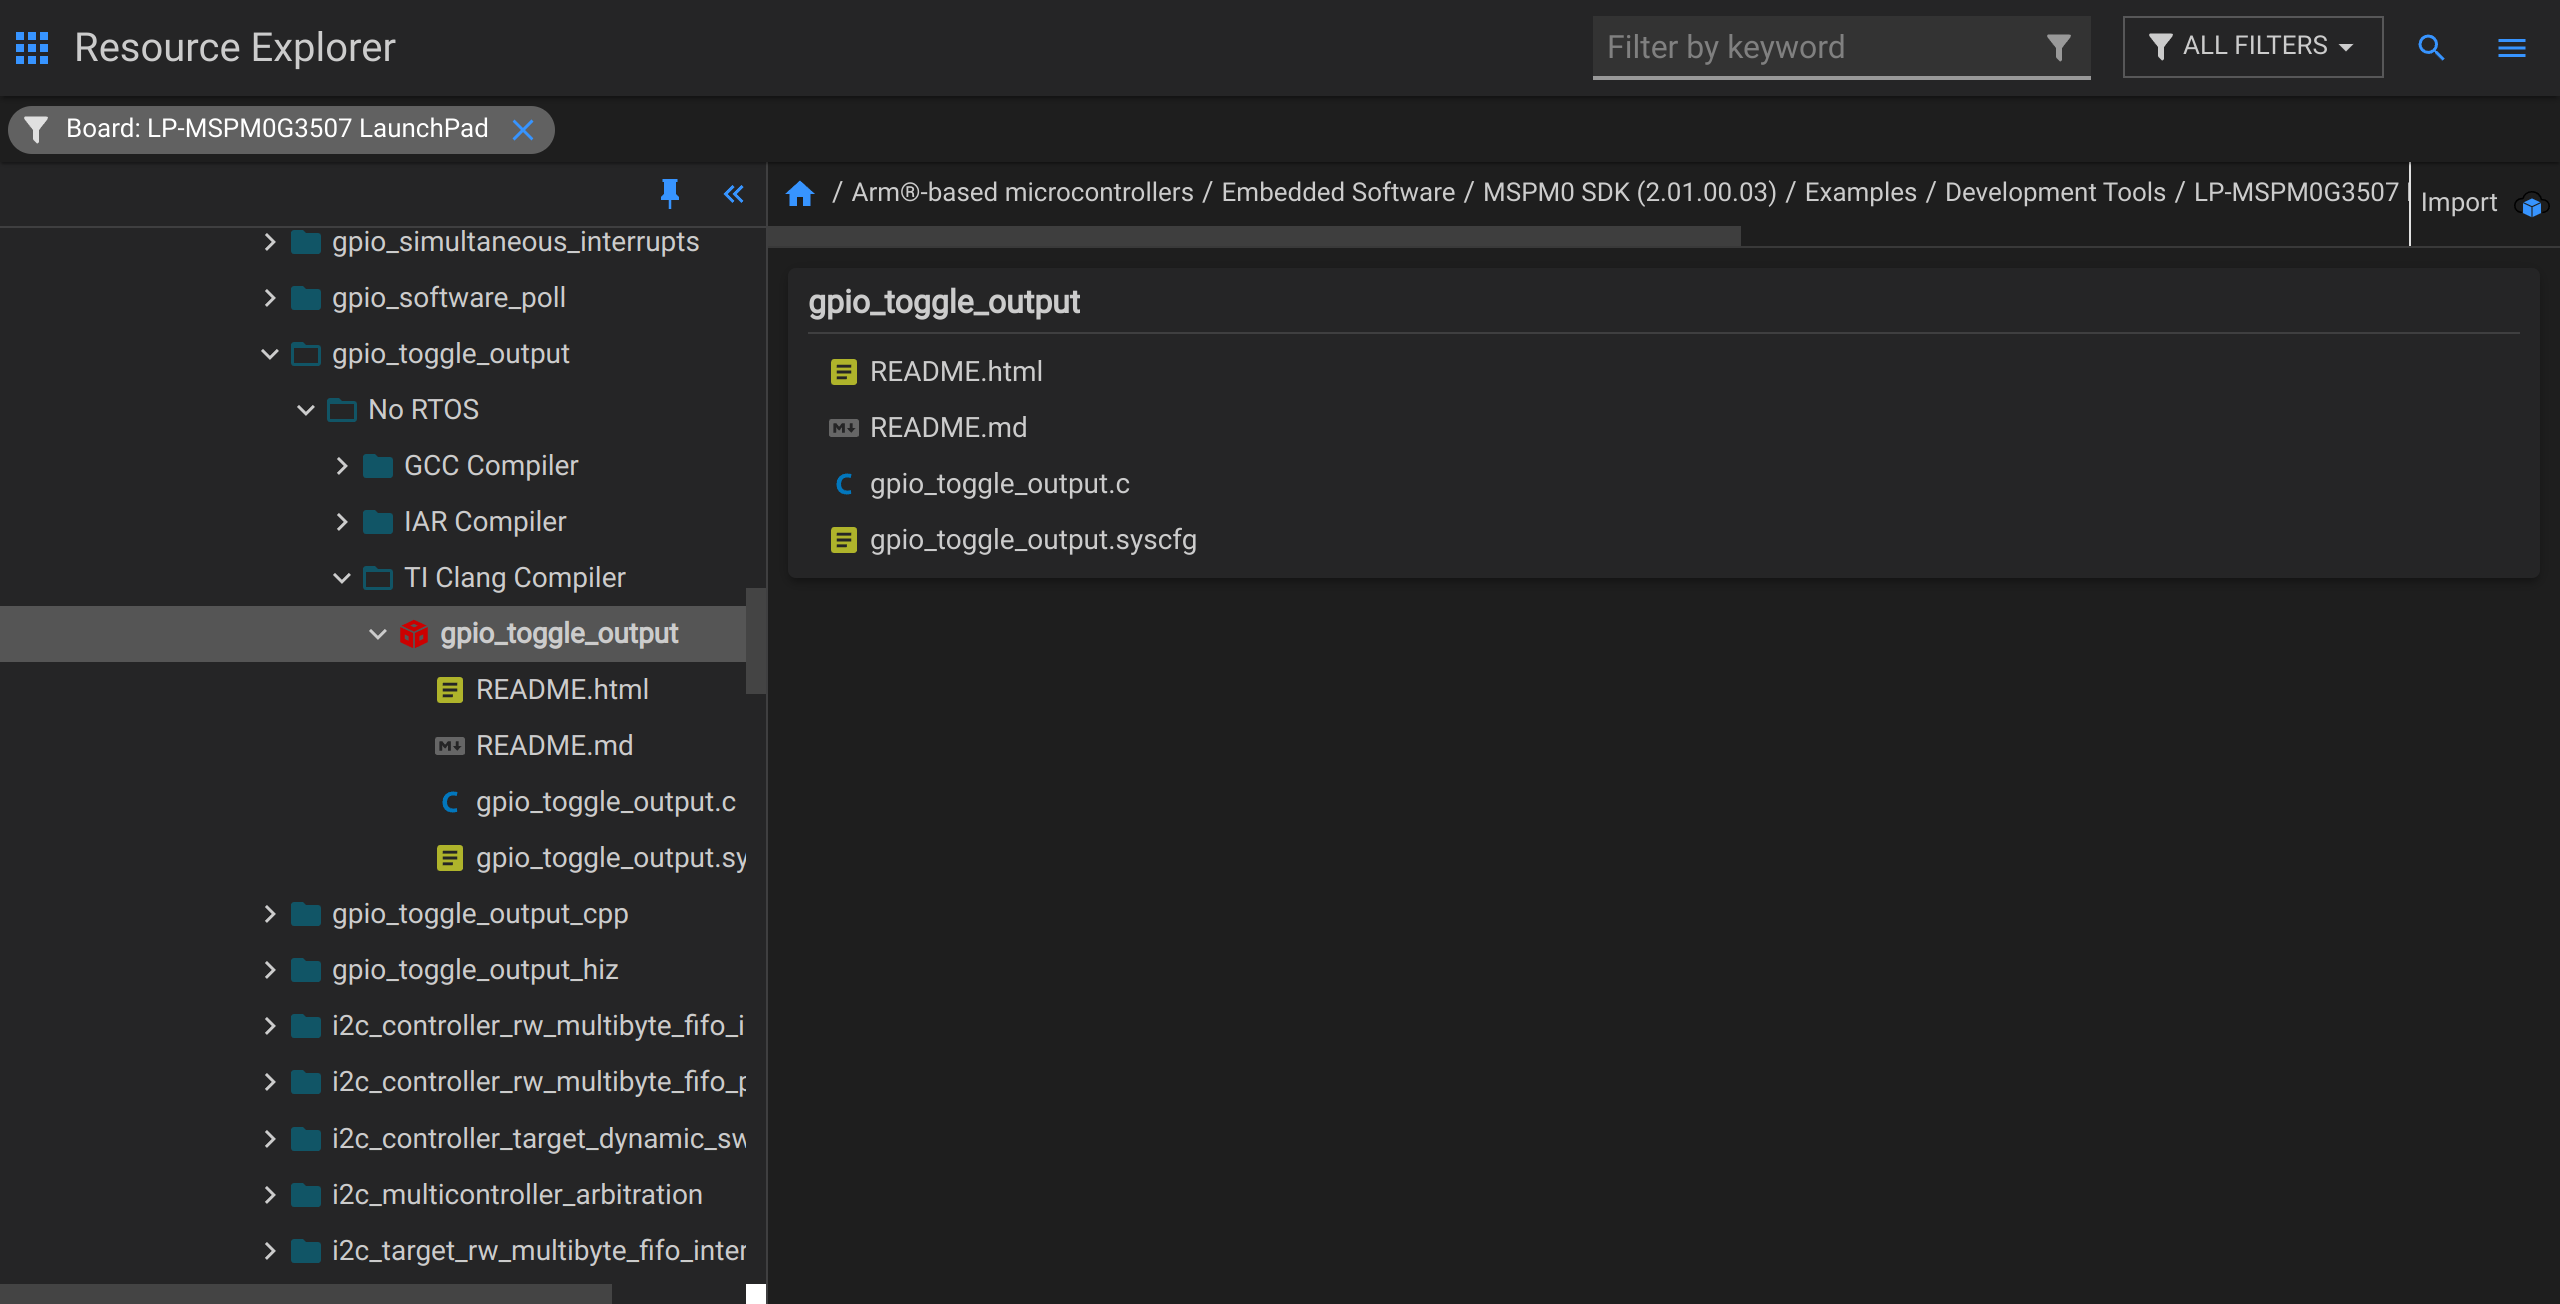 Resource Explorer
Filter by keyword
ALL FILTERS
Board: LP-MSPM0G3507 LaunchPad
/ Arm®-based microcontrollers / Embedded Software / MSPM0 SDK (2.01.00.03) / Examples / Development Tools / LP-MSPM0G3507
Import
gpio_simultaneous_interrupts
gpio_software_poll
gpio_toggle_output
No RTOS
GCC Compiler
IAR Compiler
TI Clang Compiler
gpio_toggle_output
README.html
README.md
gpio_toggle_output.c
gpio_toggle_output.sy
gpio_toggle_output_cpp
gpio_toggle_output_hiz
i2c_controller_rw_multibyte_fifo_i
i2c_controller_rw_multibyte_fifo_p
i2c_controller_target_dynamic_sw
i2c_multicontroller_arbitration
i2c_target_rw_multibyte_fifo_inter
gpio_toggle_output
README.html
README.md
gpio_toggle_output.c
gpio_toggle_output.syscfg